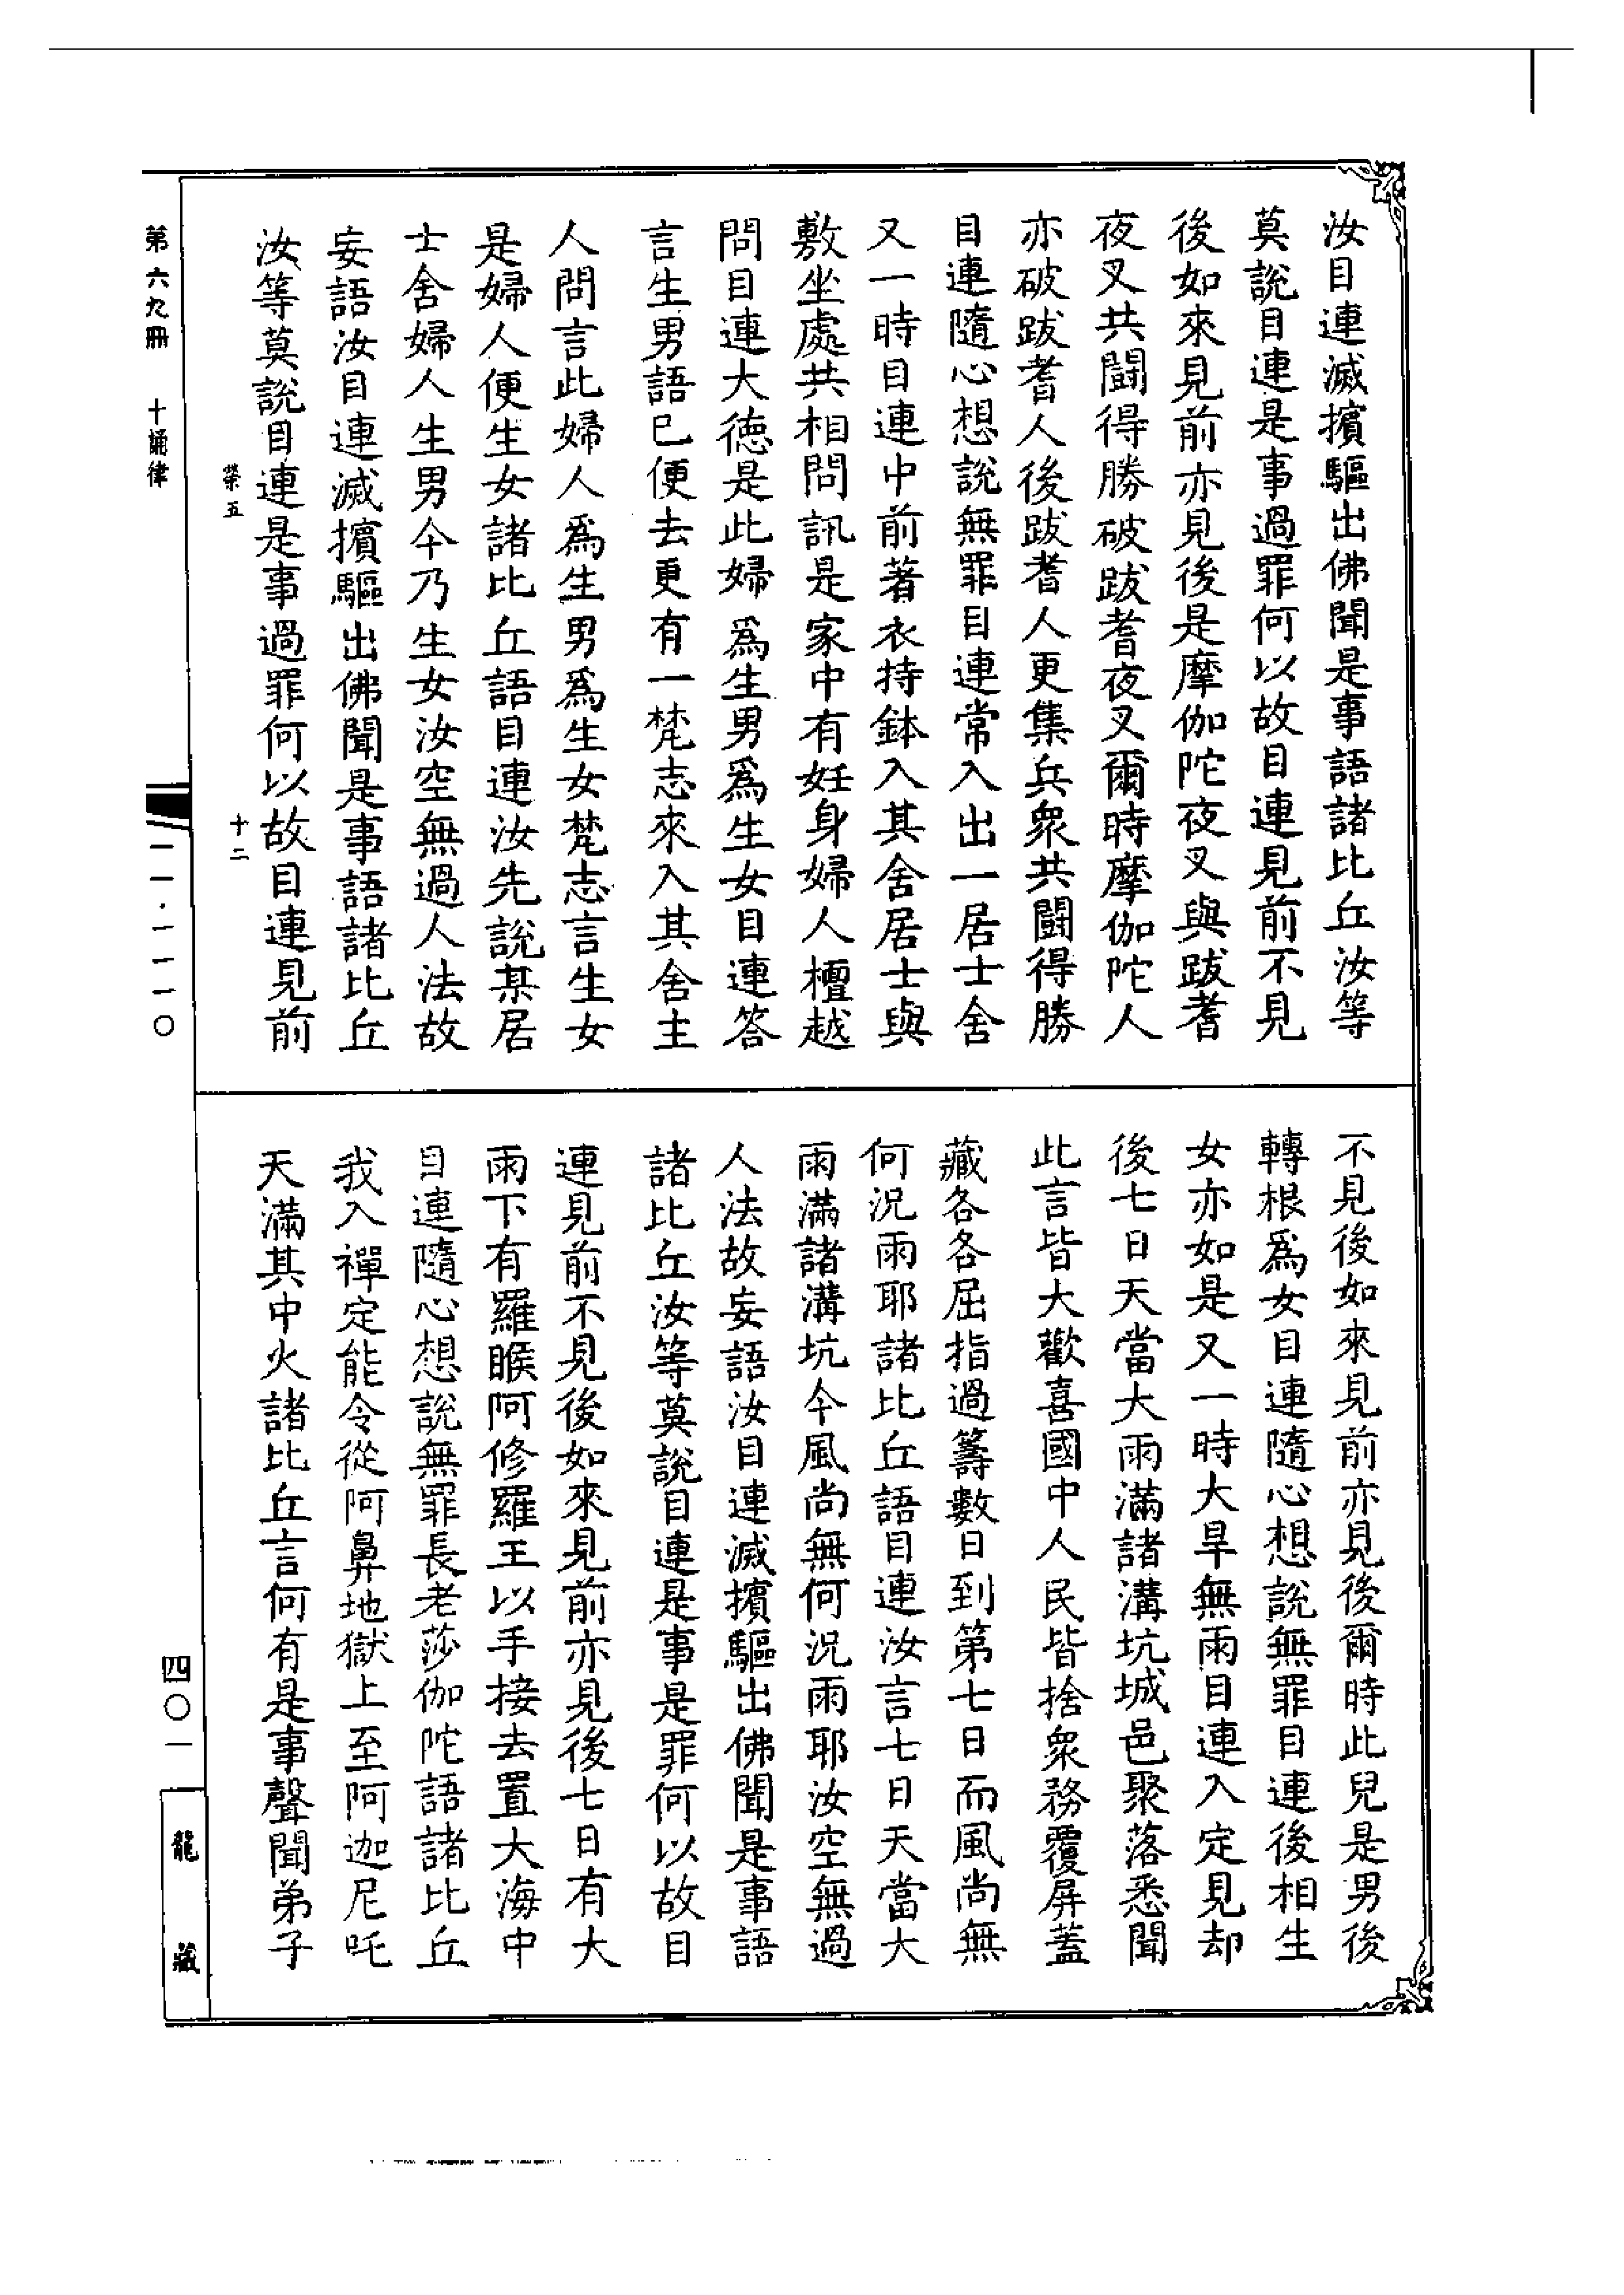 汝目連滅擯驅出佛聞是事語諸比丘汝等
莫說目連是事過罪何以故目連見前不見
後如來見前亦見後是摩伽陀夜叉與跋耆
夜叉共鬪得勝破跋耆夜叉爾時摩伽陀人
亦破跋耆人後跋耆人更集兵衆共鬪得勝
目連隨心想說無罪目連常入出一居士舍
又一時目連中前著衣持鉢入其舍居士與
敷坐處共相問訊是家中有妊身婦人檀越
問目連大德是此婦爲生男爲生女目連答
言生男語已便去更有一梵志來入其舍主
人問言此婦人爲生男爲生女梵志言生女
是婦人便生女諸比丘語目連汝先說某居
士舍婦人生男今乃生女汝空無過人法故
妄語汝目連滅擯驅出佛聞是事語諸比丘
汝等莫說目連是事過罪何以故目連見前
不見後如來見前亦見後爾時此兒是男後
轉根爲女目連隨心想說無罪目連後相生
女亦如是又一時大旱無雨目連入定見却
後七日天當大雨滿諸溝坑城邑聚落悉聞
此言皆大歡喜國中人民皆捨衆務覆屏蓋
藏各各屈指過籌數日到第七日而風尚無
何況雨耶諸比丘語目連汝言七日天當大
雨滿諸溝坑今風尚無何況雨耶汝空無過
人法故妄語汝目連滅擯驅出佛聞是事語
諸比丘汝等莫說目連是事是罪何以故目
連見前不見後如來見前亦見後七日有大
雨下有羅睺阿修羅王以手接去置大海中
目連隨心想說無罪長老莎伽陀語諸比丘
我入禪定能令從阿鼻地獄上至阿迦尼吒
天滿其中火諸比丘言何有是事聲聞弟子
榮五
十二
第六九冊 十誦律
一一一·一一一〇
四〇一
龍藏